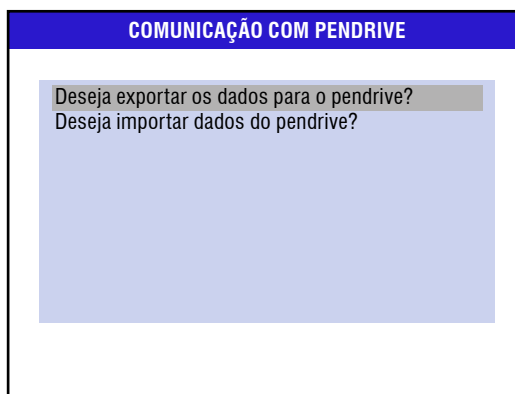 COMUNICAÇÃO COM PENDRIVE
Deseja exportar os dados para o pendrive?
Deseja importar dados do pendrive?